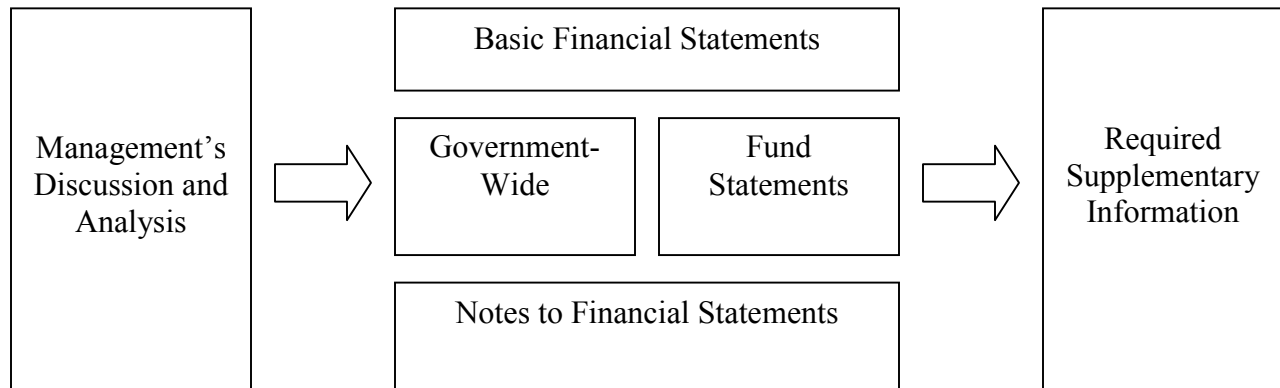 Management’s
Discussion and
Analysis
Basic Financial Statements
Government-
Wide
Fund
Statements
Notes to Financial Statements
Required
Supplementary
Information